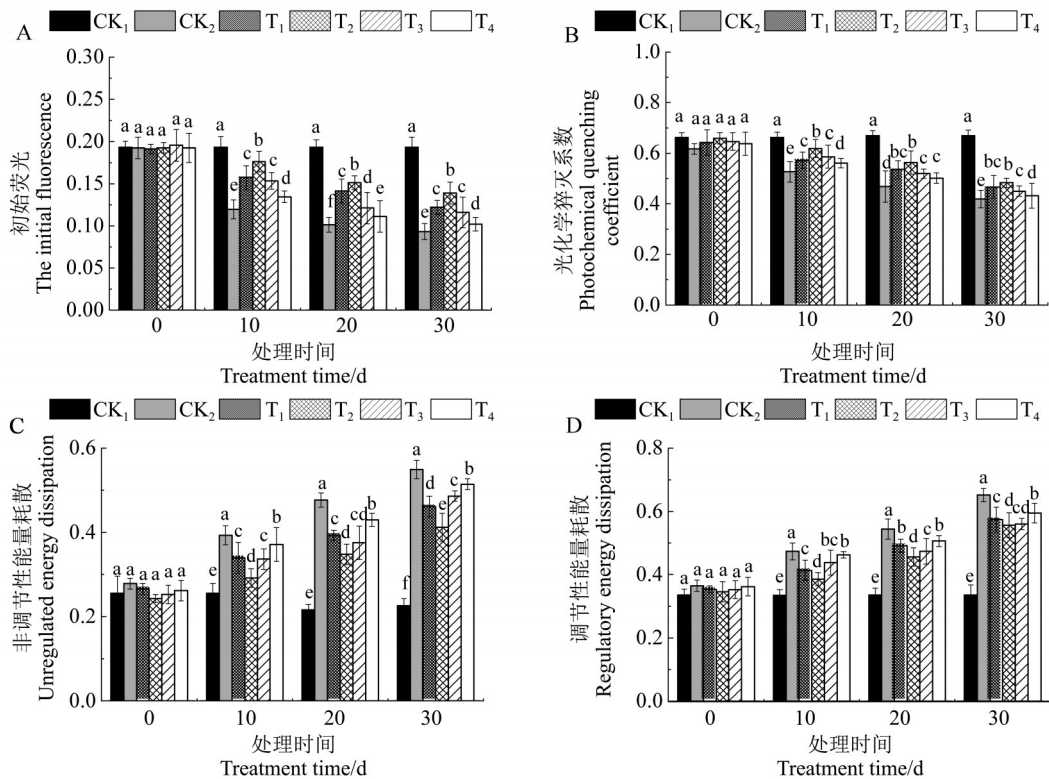 A
CK₁ CK₂ T₁ T₂ T₃ T₄
初始荧光
The initial fluorescence
0.30
0.25
0.20
0.15
0.10
0.05
0.00
a a a a a a
a e c b c d
a f c b c d
a e c b c d
0 10 20 30
处理时间
Treatment time/d
B
CK₁ CK₂ T₁ T₂ T₃ T₄
光化学猝灭系数
Photochemical quenching
coefficient
1.0
0.8
0.6
0.4
0.2
0.0
a a a a a a
a e c b c d
a d bc b c c
a e bc b c d
0 10 20 30
处理时间
Treatment time/d
C
CK₁ CK₂ T₁ T₂ T₃ T₄
非调节性能量耗散
Unregulated energy dissipation
0.6
0.4
0.2
0.0
a a a a a a
e a c d c b
e a c d cd b
f a d e c b
0 10 20 30
处理时间
Treatment time/d
D
CK₁ CK₂ T₁ T₂ T₃ T₄
调节性能量耗散
Regulatory energy dissipation
0.8
0.6
0.4
0.2
0.0
a a a a a a
e a c d bc b
e a b d c b
e a c d cd b
0 10 20 30
处理时间
Treatment time/d